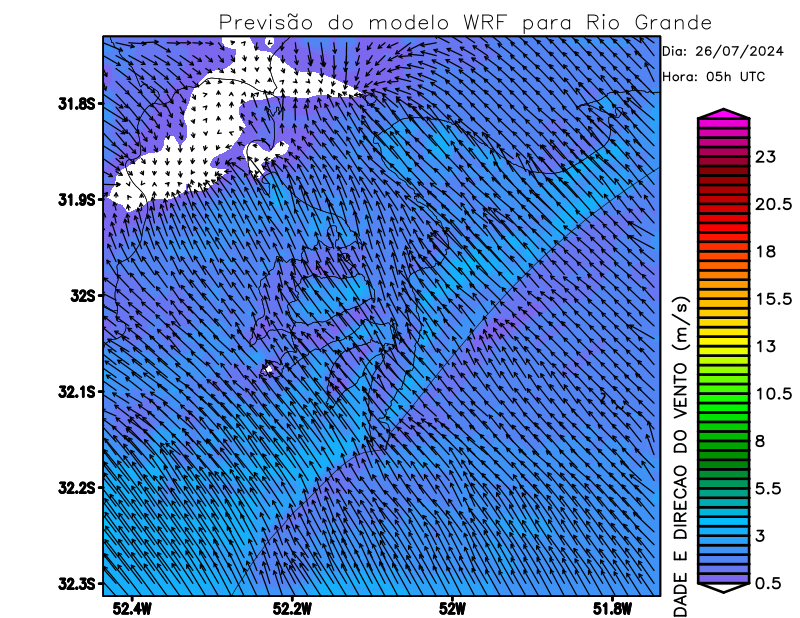 Previsão do modelo WRF para Rio Grande
Dia: 26/07/2024
Hora: 05h UTC
31.8S
31.9S
32S
32.1S
32.2S
32.3S
52.4W
52.2W
52W
51.8W
23
20.5
18
15.5
13
10.5
8
5.5
3
0.5
DADE E DIRECAO DO VENTO (m/s)